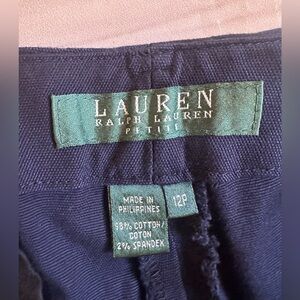 LAUREN
RALPH LAUREN
PETITE
MADE IN
PHILIPPINES
98% COTTON/
COTON
2% SPANDEX
12P